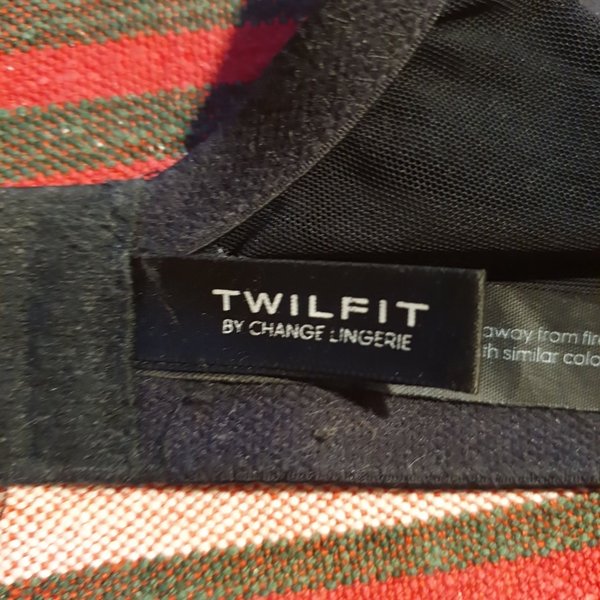 TWILFIT
BY CHANGE LINGERIE
away from fire
similar